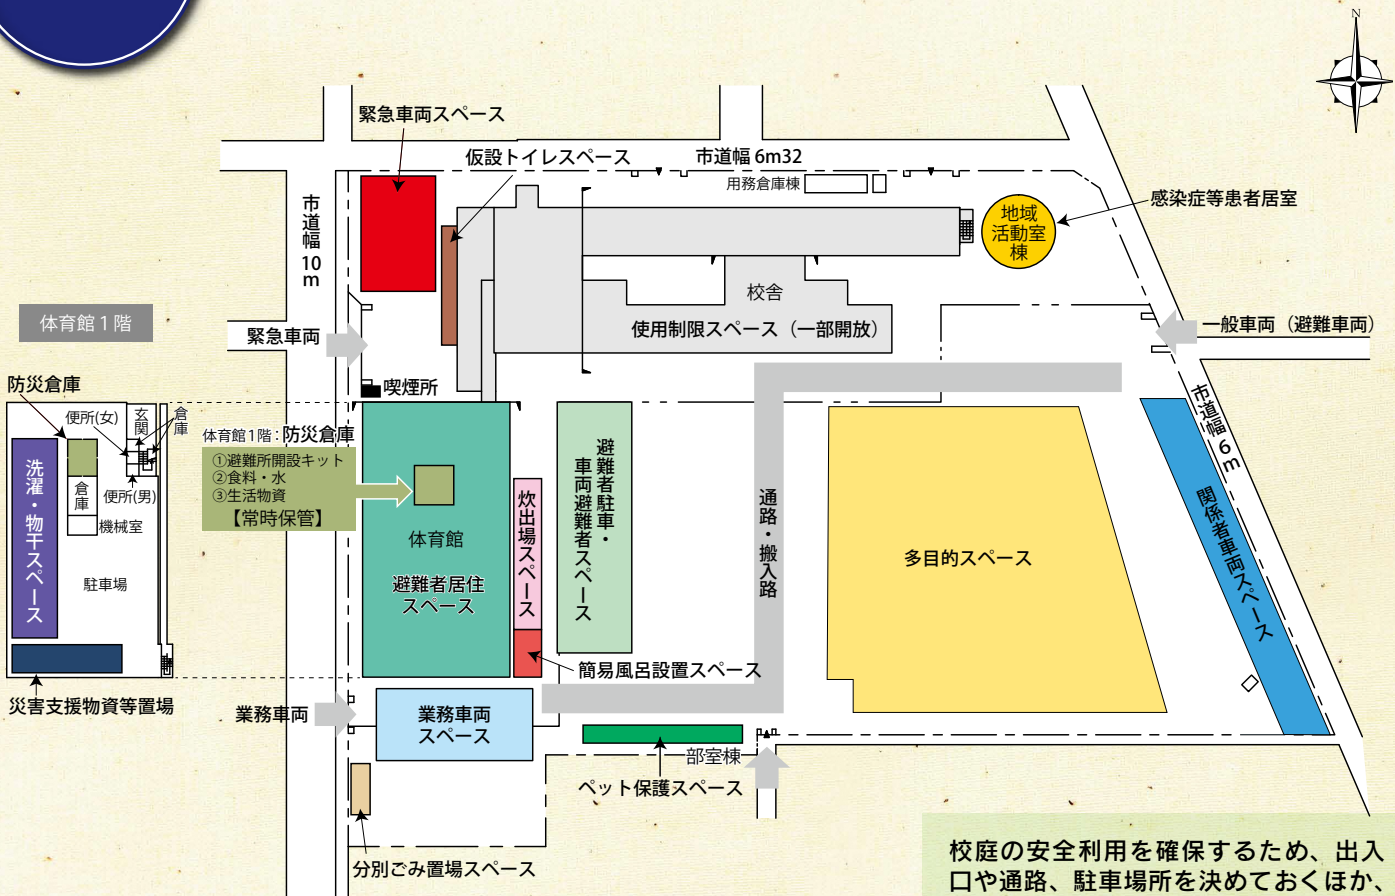 N
緊急車両スペース
仮設トイレスペース
市道幅 6m32
用務倉庫棟
感染症等患者居室
地域
活動室
棟
市道幅10m
校舎
使用制限スペース（一部開放）
体育館１階
緊急車両
一般車両（避難車両）
喫煙所
防災倉庫
便所(女)
玄関
倉庫
体育館1階：防災倉庫
①避難所開設キット
②食料・水
③生活物資
【常時保管】
洗濯・物干スペース
倉庫
便所(男)
機械室
駐車場
体育館
避難者居住
スペース
炊出場スペース
避難者駐車・
車両避難者スペース
通路・搬入路
多目的スペース
市道幅6m
関係者車両スペース
簡易風呂設置スペース
災害支援物資等置場
業務車両
業務車両
スペース
部室棟
ペット保護スペース
分別ごみ置場スペース
校庭の安全利用を確保するため、出入
口や通路、駐車場所を決めておくほか、